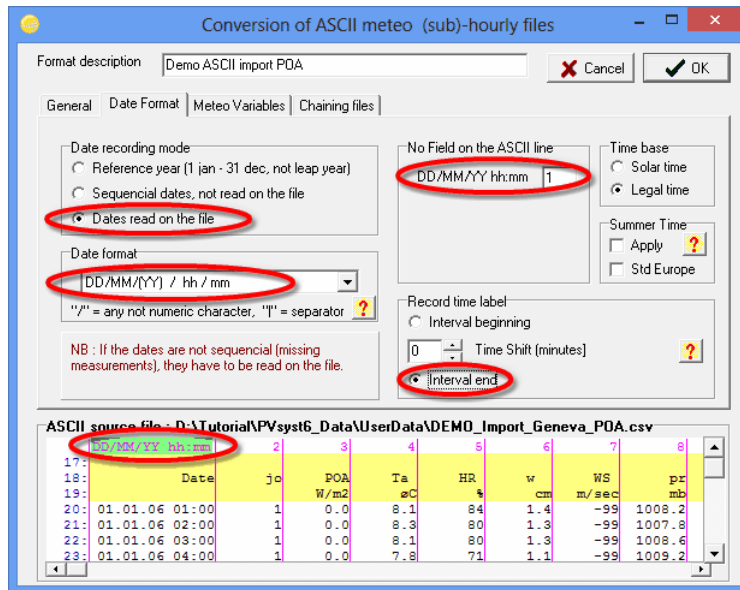 Conversion of ASCII meteo (sub)-hourly files
Format description
Demo ASCII import POA
Cancel
OK
General
Date Format
Meteo Variables
Chaining files
Date recording mode
Reference year (1 jan - 31 dec, not leap year)
Sequencial dates, not read on the file
Dates read on the file
Date format
DD/MM/(YY) / hh / mm
"/" = any not numeric character, "|" = separator ?
NB : If the dates are not sequencial (missing
measurements), they have to be read on the file.
No Field on the ASCII line
DD/MM/YY hh:mm 1
Time base
Solar time
Legal time
Summer Time
Apply ?
Std Europe
Record time label
Interval beginning
0 Time Shift (minutes) ?
Interval end
ASCII source file : D:\Tutorial\PVsyst6_Data\UserData\DEMO_Import_Geneva_POA.csv
DD/MM/YY hh:mm 2 3 4 5 6 7 8
17:
18: Date jo POA Ta HR w WS pr
19: W/m2 øC % cm m/sec mb
20: 01.01.06 01:00 1 0.0 8.1 84 1.4 -99 1008.2
21: 01.01.06 02:00 1 0.0 8.3 80 1.3 -99 1007.8
22: 01.01.06 03:00 1 0.0 8.1 80 1.3 -99 1008.6
23: 01.01.06 04:00 1 0.0 7.8 71 1.1 -99 1009.2